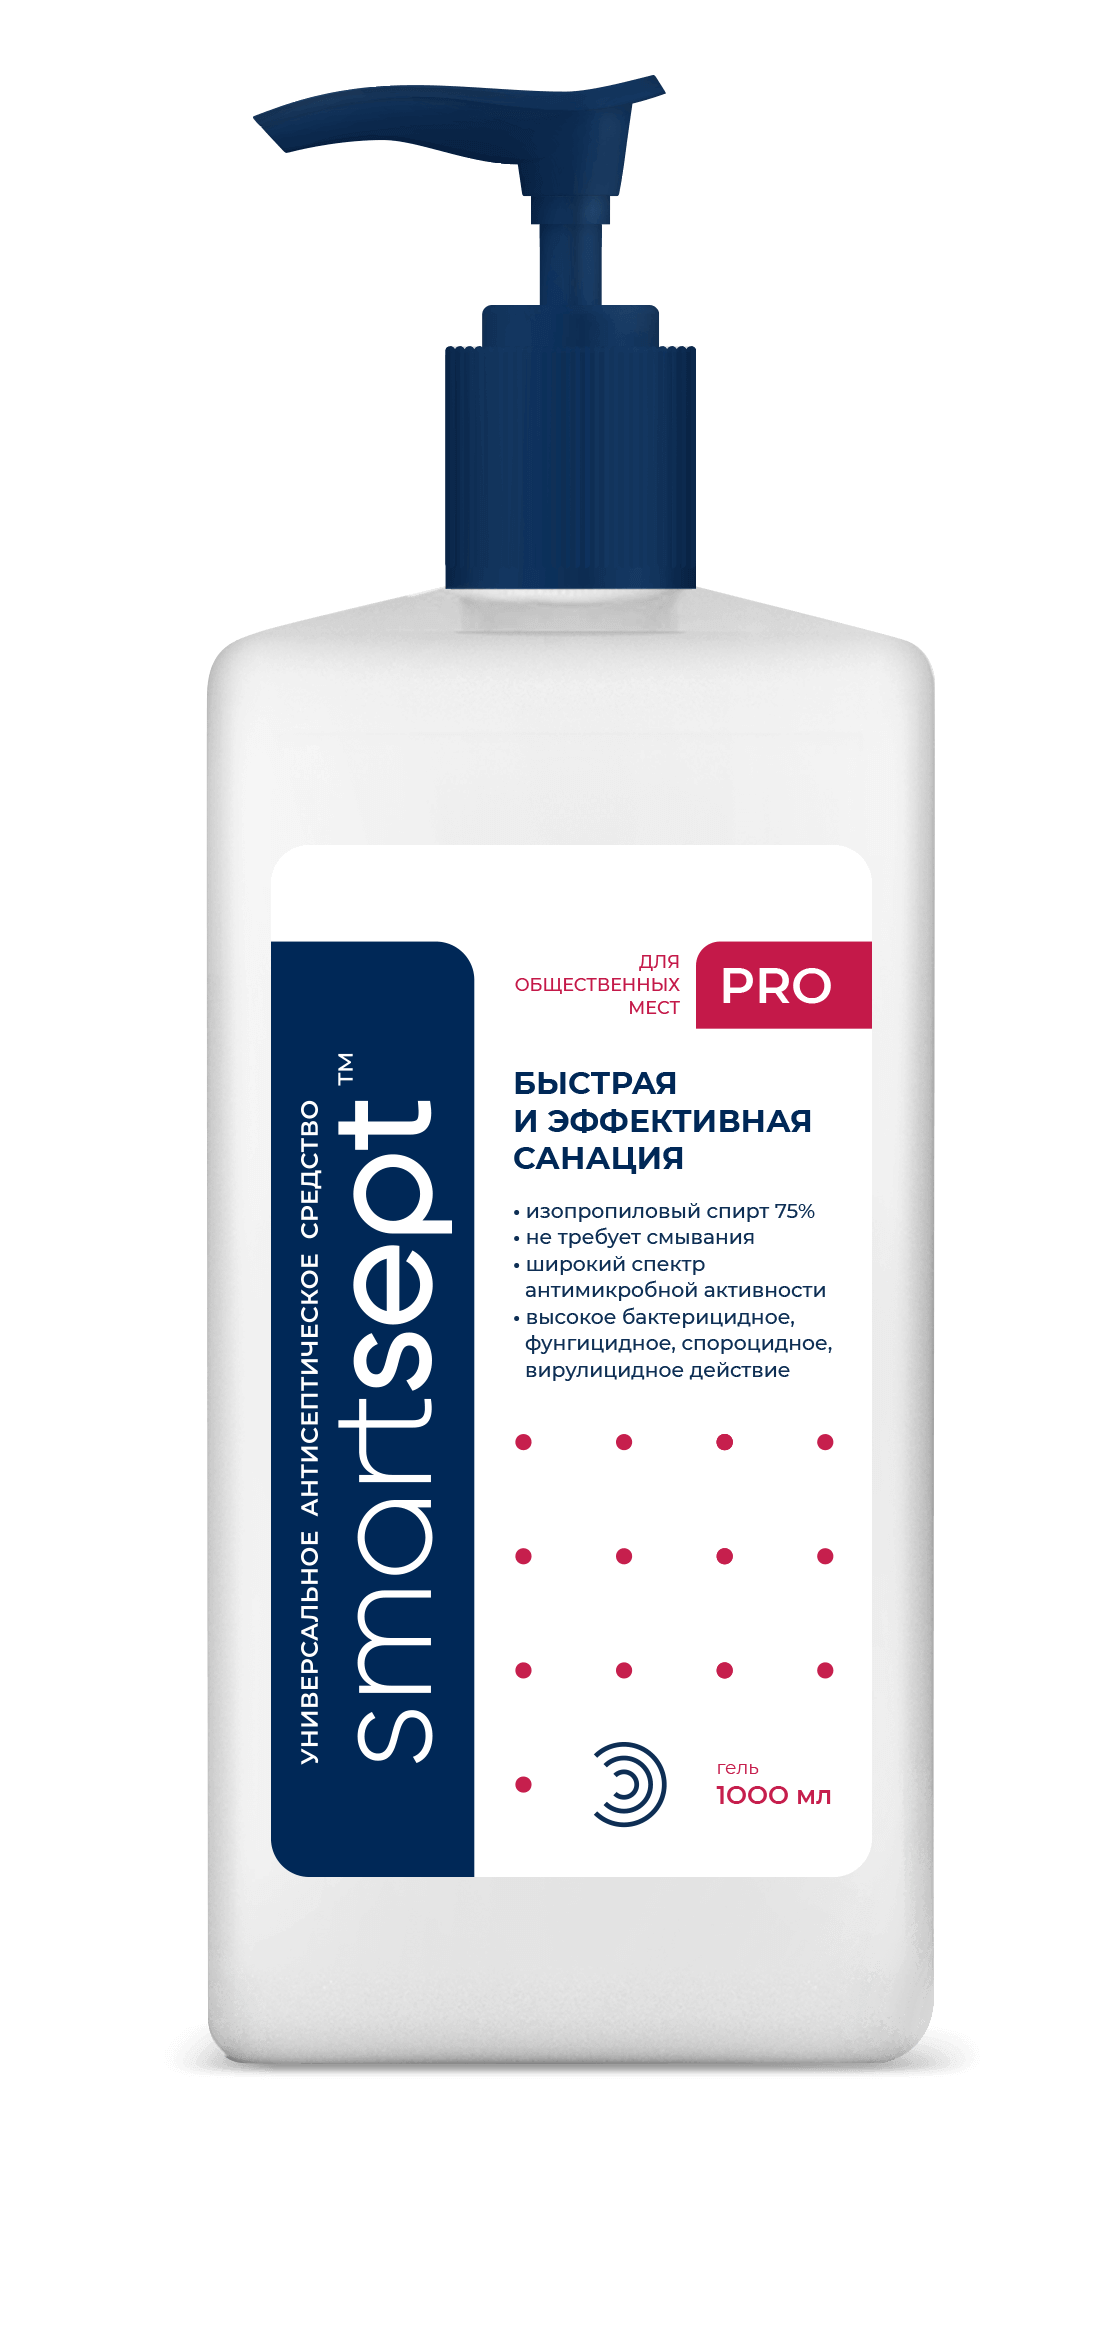 ДЛЯ
ОБЩЕСТВЕННЫХ
МЕСТ
PRO
УНИВЕРСАЛЬНОЕ АНТИСЕПТИЧЕСКОЕ СРЕДСТВО
smartsept™
БЫСТРАЯ
И ЭФФЕКТИВНАЯ
САНАЦИЯ
• изопропиловый спирт 75%
• не требует смывания
• широкий спектр
антимикробной активности
• высокое бактерицидное,
фунгицидное, спороцидное,
вирулицидное действие
гель
1000 мл